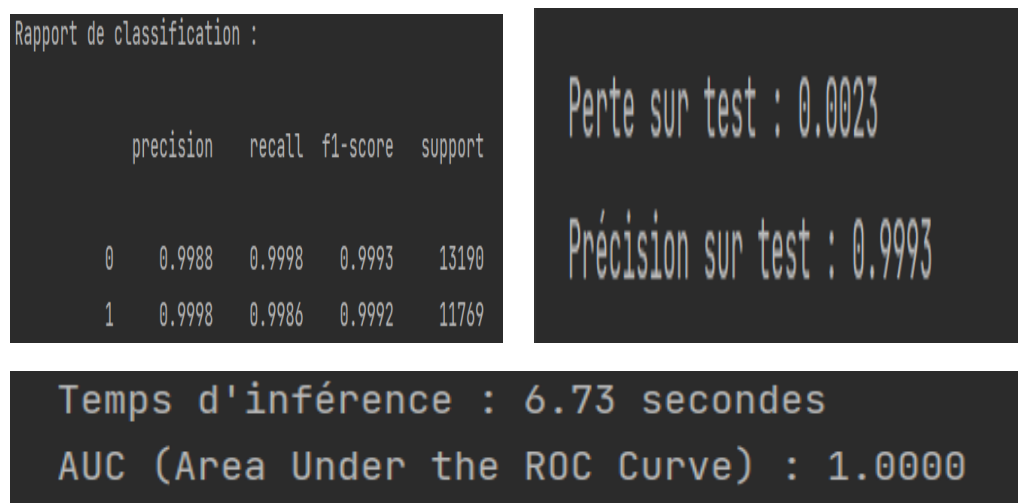 Rapport de classification :
precision recall f1-score support
0 0.9988 0.9998 0.9993 13190
1 0.9998 0.9986 0.9992 11769
Perte sur test : 0.0023
Précision sur test : 0.9993
Temps d'inférence : 6.73 secondes
AUC (Area Under the ROC Curve) : 1.0000